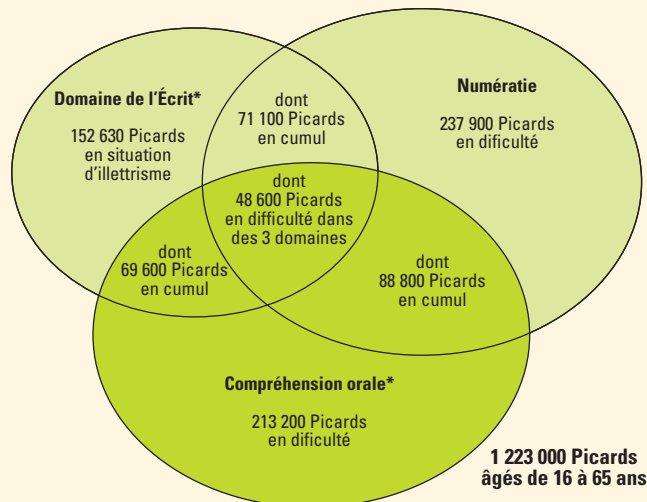 Domaine de l'Écrit*
152 630 Picards
en situation
d'illettrisme
dont
71 100 Picards
en cumul
Numératie
237 900 Picards
en dificulté
dont
48 600 Picards
en difficulté dans
des 3 domaines
dont
69 600 Picards
en cumul
dont
88 800 Picards
en cumul
Compréhension orale*
213 200 Picards
en dificulté
1 223 000 Picards
âgés de 16 à 65 ans